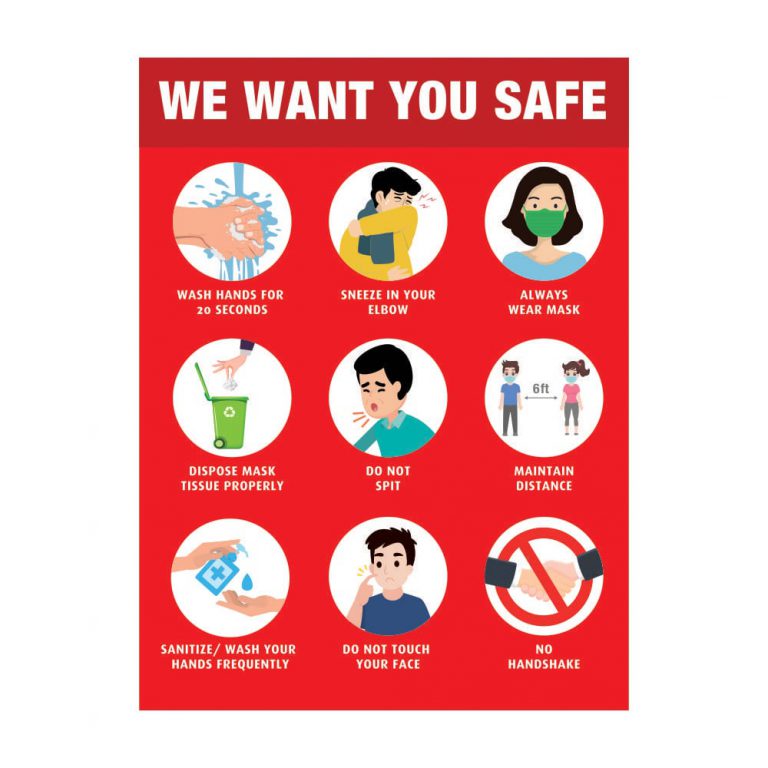 WE WANT YOU SAFE
WASH HANDS FOR
20 SECONDS
SNEEZE IN YOUR
ELBOW
ALWAYS
WEAR MASK
6ft
DISPOSE MASK
TISSUE PROPERLY
DO NOT
SPIT
MAINTAIN
DISTANCE
SANITIZE/ WASH YOUR
HANDS FREQUENTLY
DO NOT TOUCH
YOUR FACE
NO
HANDSHAKE